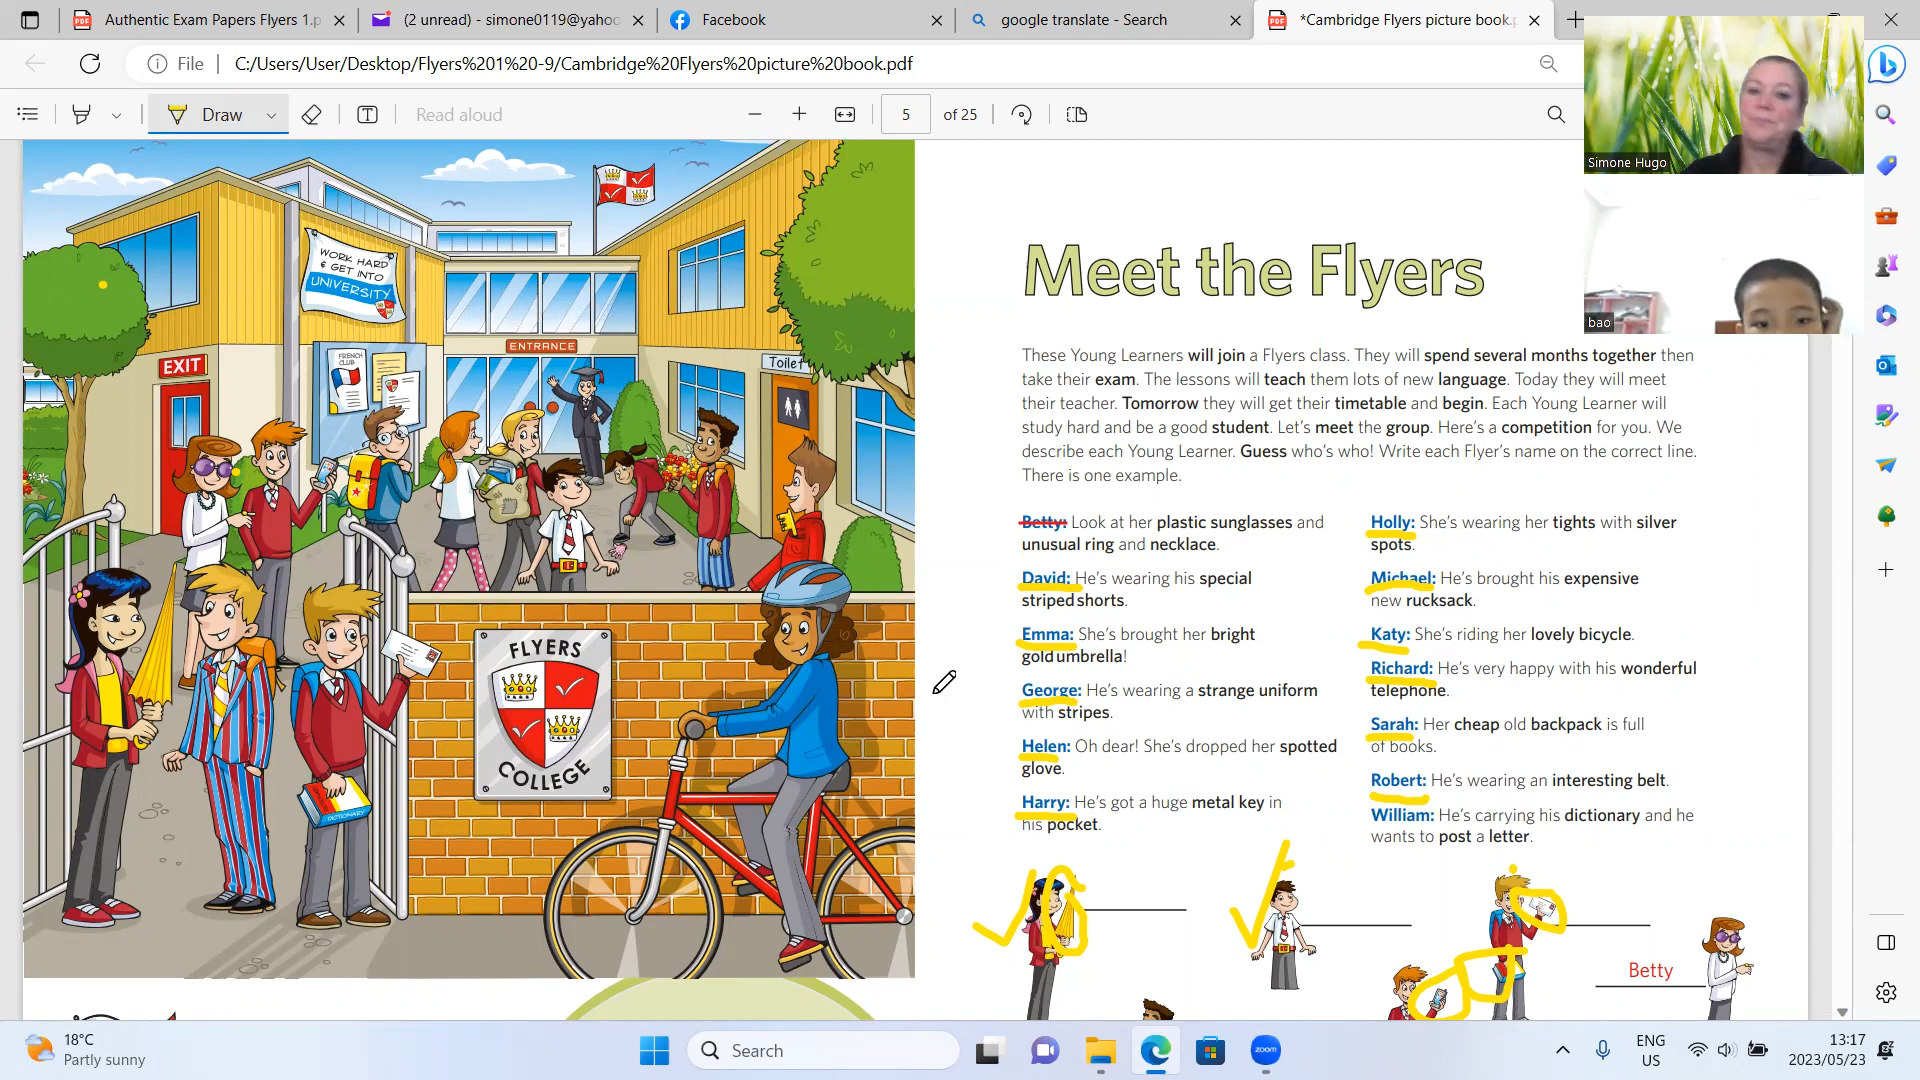 Authentic Exam Papers Flyers 1.p
(2 unread) - simone0119@yahoo
Facebook
google translate - Search
*Cambridge Flyers picture book.p
File
C:/Users/User/Desktop/Flyers%201%20-9/Cambridge%20Flyers%20picture%20book.pdf
Draw
Read aloud
5
of 25
Simone Hugo
bao
WORK HARD
& GET INTO
UNIVERSITY
EXIT
FRENCH
CLUB
ENTRANCE
Toilet
FLYERS
COLLEGE
DICTIONARY
Meet the Flyers
These Young Learners will join a Flyers class. They will spend several months together then
take their exam. The lessons will teach them lots of new language. Today they will meet
their teacher. Tomorrow they will get their timetable and begin. Each Young Learner will
study hard and be a good student. Let's meet the group. Here's a competition for you. We
describe each Young Learner. Guess who's who! Write each Flyer's name on the correct line.
There is one example.
Betty: Look at her plastic sunglasses and
unusual ring and necklace.
David: He's wearing his special
striped shorts.
Emma: She's brought her bright
gold umbrella!
George: He's wearing a strange uniform
with stripes.
Helen: Oh dear! She's dropped her spotted
glove.
Harry: He's got a huge metal key in
his pocket.
Holly: She's wearing her tights with silver
spots.
Michael: He's brought his expensive
new rucksack.
Katy: She's riding her lovely bicycle.
Richard: He's very happy with his wonderful
telephone.
Sarah: Her cheap old backpack is full
of books.
Robert: He's wearing an interesting belt.
William: He's carrying his dictionary and he
wants to post a letter.
Betty
18°C
Partly sunny
Search
zoom
ENG
US
13:17
2023/05/23